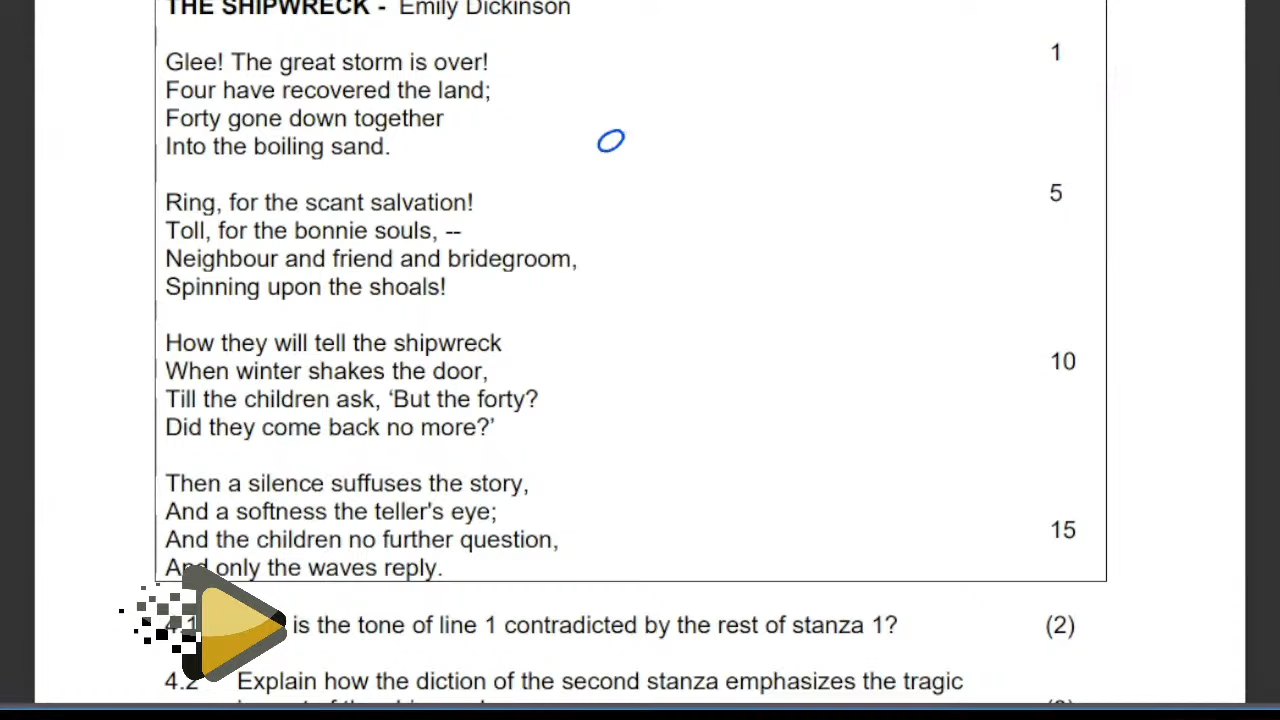 THE SHIPWRECK - Emily Dickinson
Glee! The great storm is over! 1
Four have recovered the land;
Forty gone down together
Into the boiling sand.
Ring, for the scant salvation! 5
Toll, for the bonnie souls, --
Neighbour and friend and bridegroom,
Spinning upon the shoals!
How they will tell the shipwreck
When winter shakes the door, 10
Till the children ask, ‘But the forty?
Did they come back no more?’
Then a silence suffuses the story,
And a softness the teller's eye;
And the children no further question, 15
And only the waves reply.
4.1 is the tone of line 1 contradicted by the rest of stanza 1? (2)
4.2 Explain how the diction of the second stanza emphasizes the tragic